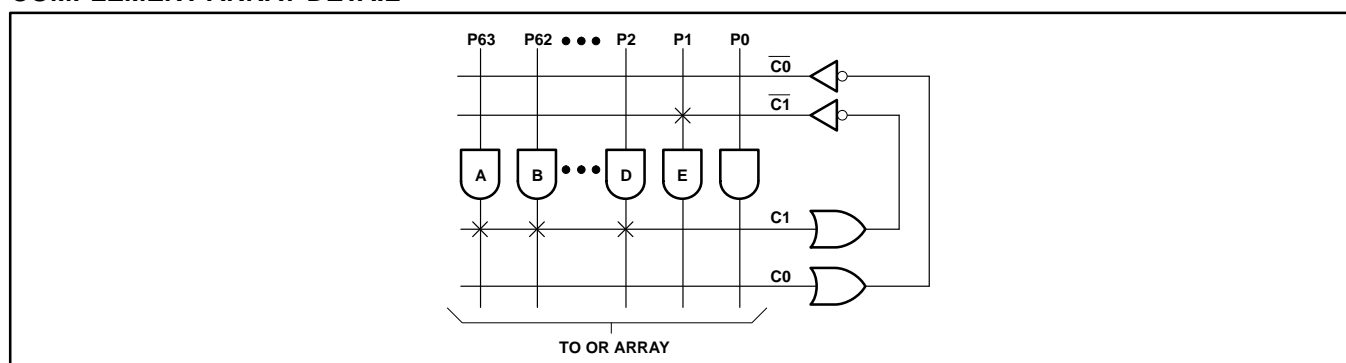 P63 P62 ••• P2 P1 P0
C0
C1
A B ••• D E
C1
C0
TO OR ARRAY